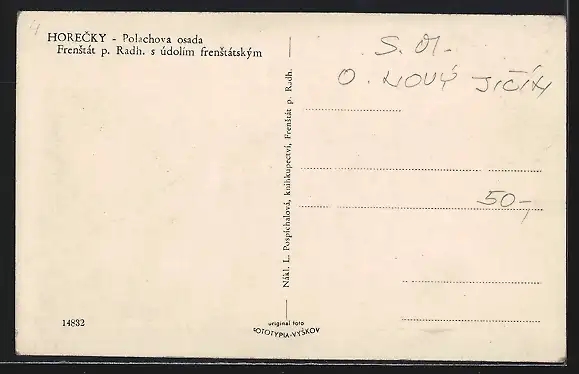 4
HOREČKY - Polachova osada
Frenštát p. Radh. s údolím frenštátským
S. M.
O. NOVÝ JIČÍN
50,-
Nákl. L. Pospíchalová, knihkupectví, Frenštát p. Radh.
14832
original foto
FOTOTYPIA-VYŠKOV